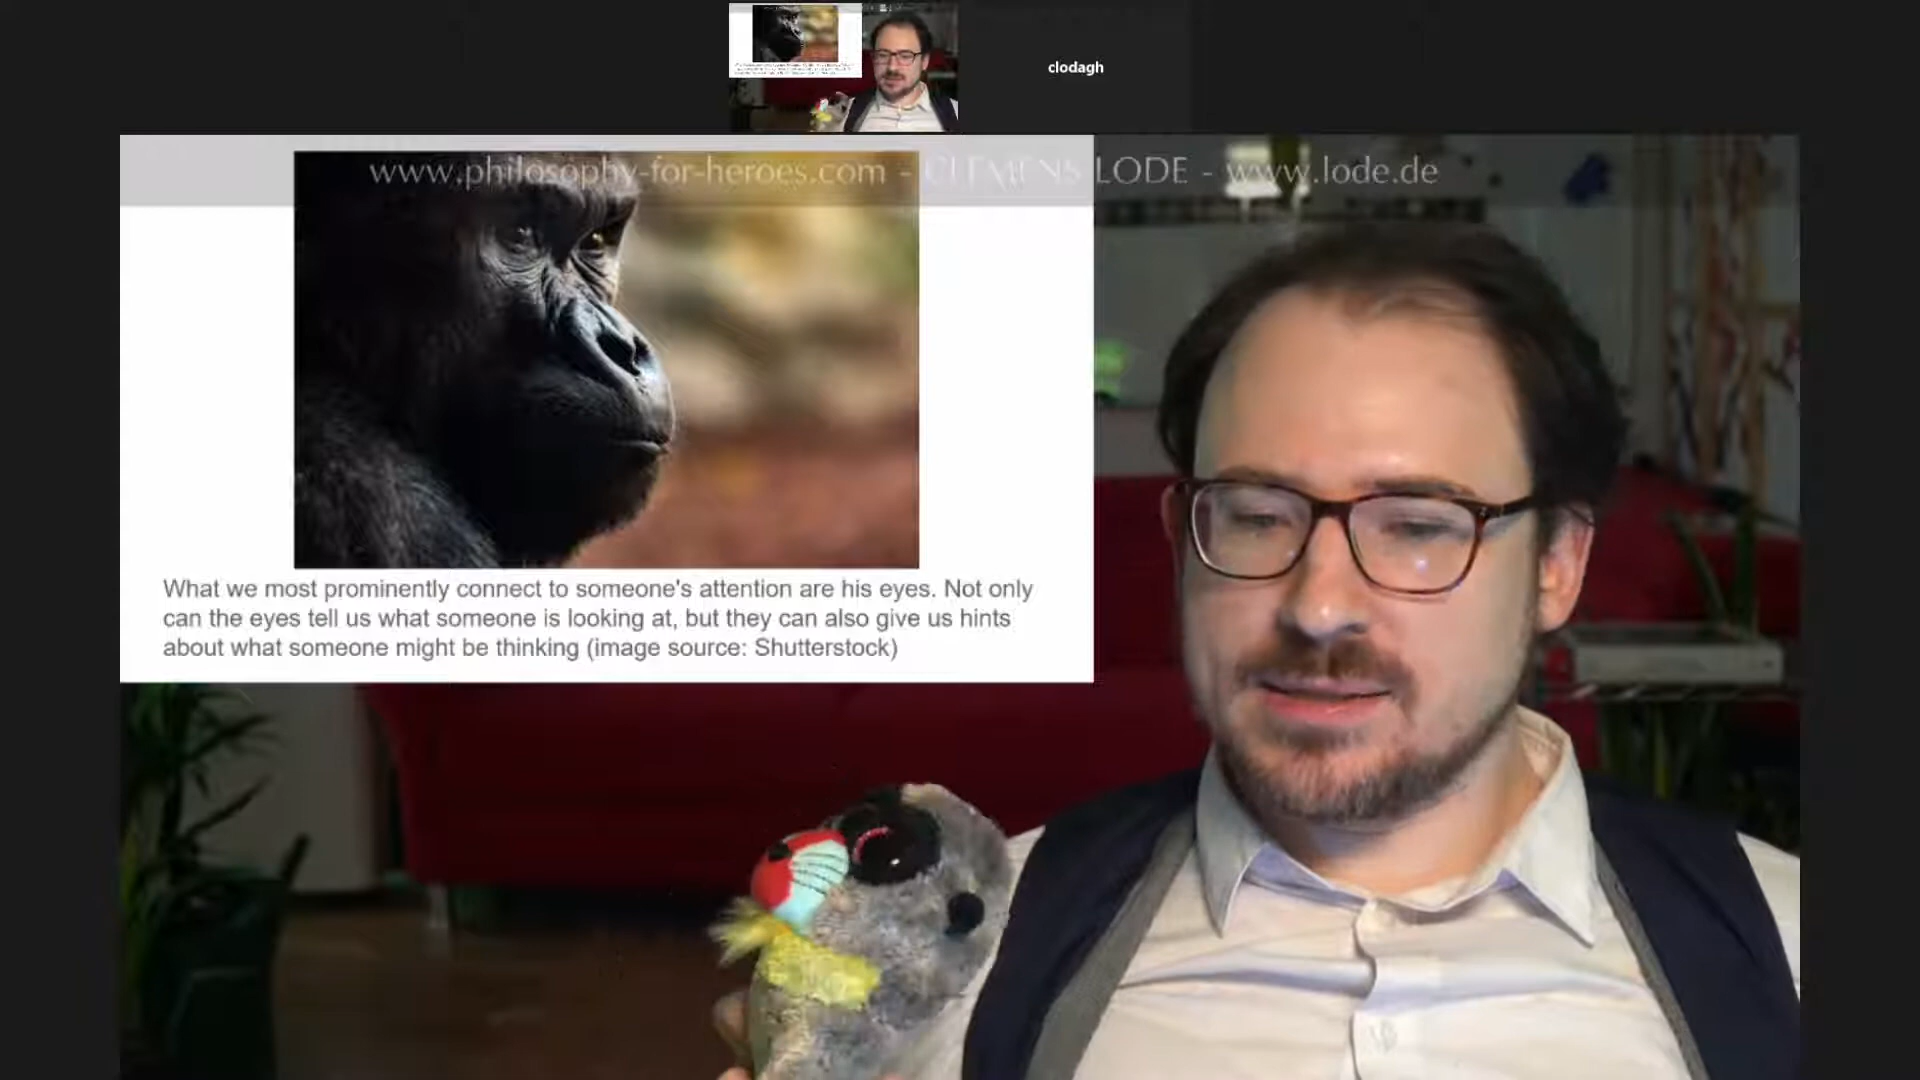 clodagh
www.philosophy-for-heroes.com - CLEMENS LODE - www.lode.de
What we most prominently connect to someone's attention are his eyes. Not only
can the eyes tell us what someone is looking at, but they can also give us hints
about what someone might be thinking (image source: Shutterstock)